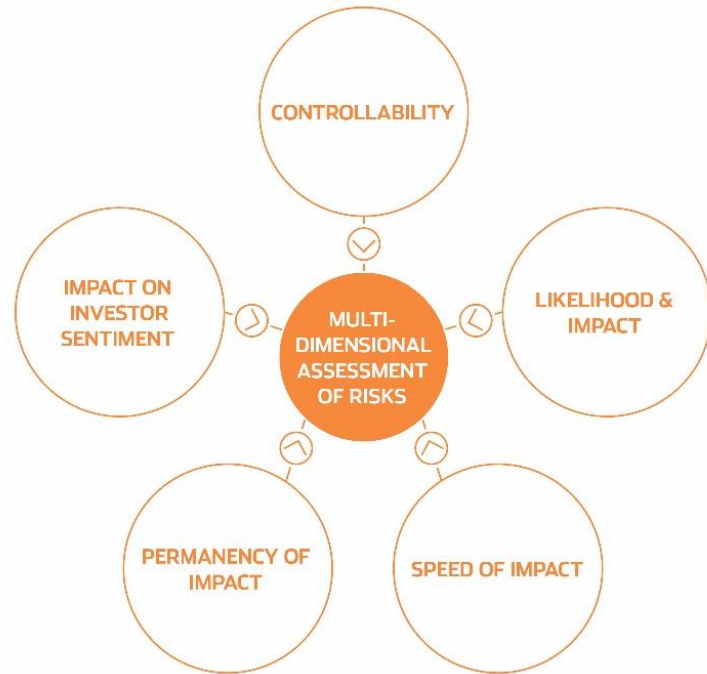 CONTROLLABILITY
IMPACT ON
INVESTOR
SENTIMENT
MULTI-
DIMENSIONAL
ASSESSMENT
OF RISKS
LIKELIHOOD &
IMPACT
PERMANENCY OF
IMPACT
SPEED OF IMPACT